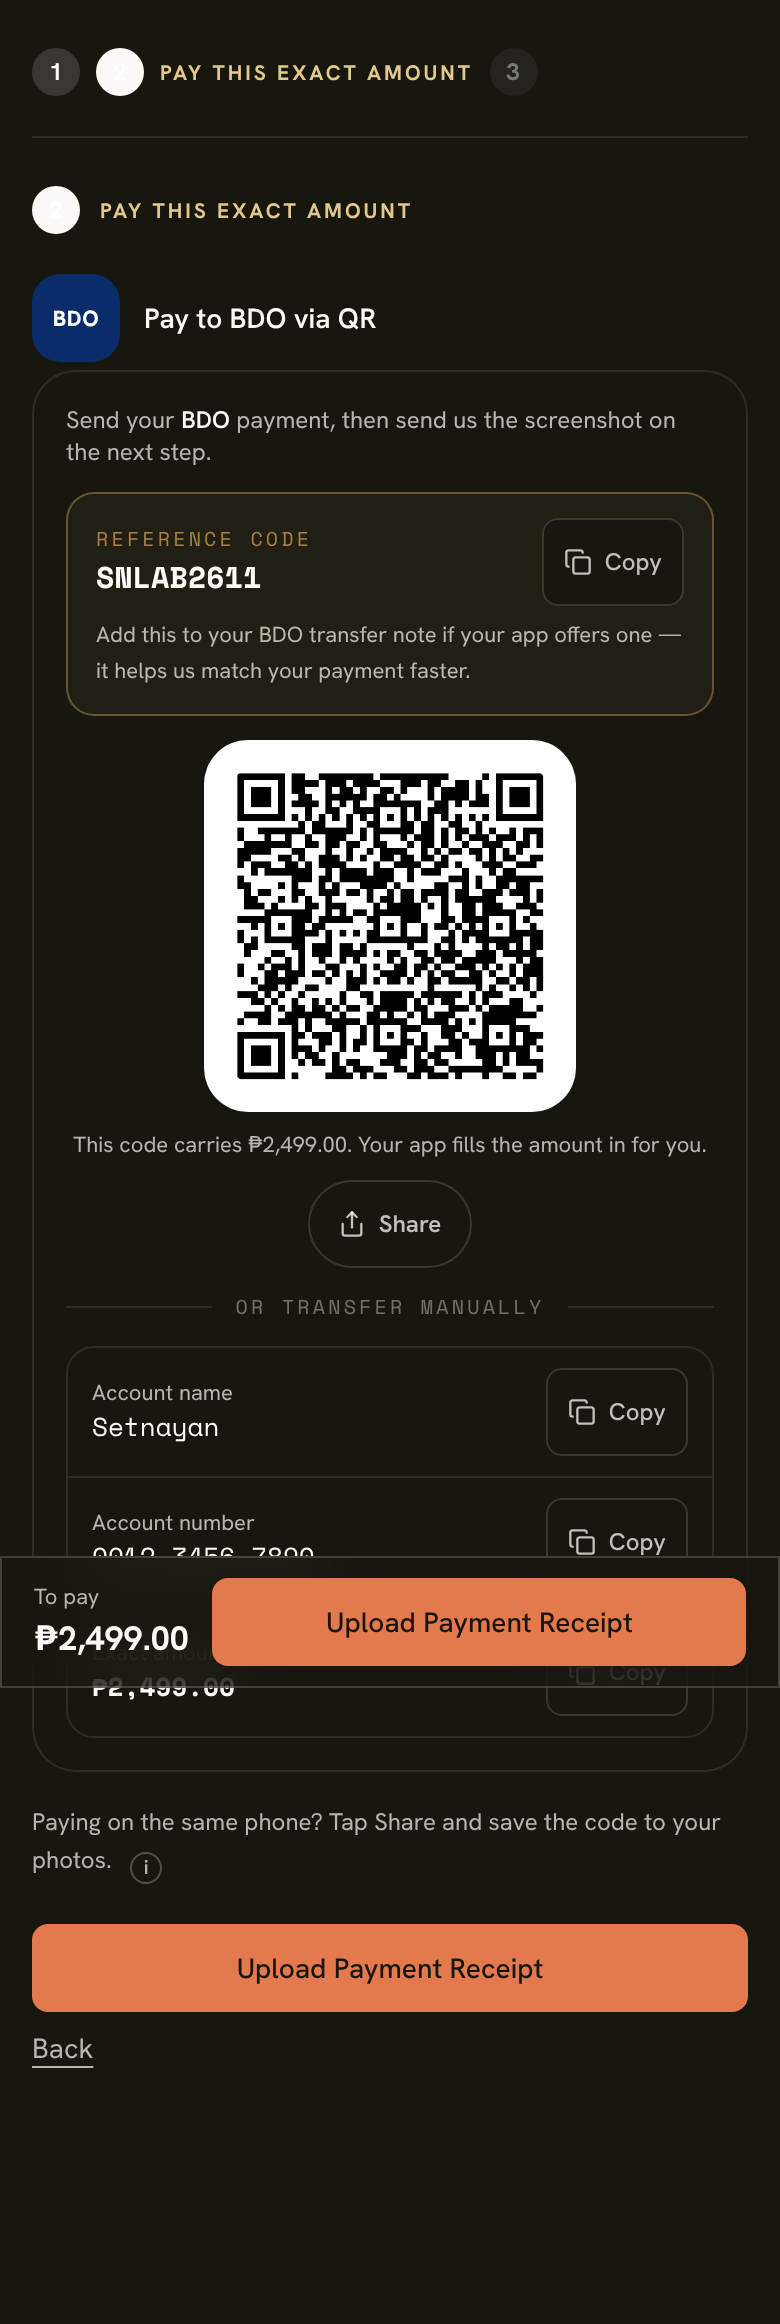 1 2 PAY THIS EXACT AMOUNT 3
2 PAY THIS EXACT AMOUNT
BDO Pay to BDO via QR
Send your BDO payment, then send us the screenshot on
the next step.
REFERENCE CODE
SNLAB2611
Copy
Add this to your BDO transfer note if your app offers one —
it helps us match your payment faster.
This code carries ₱2,499.00. Your app fills the amount in for you.
Share
OR TRANSFER MANUALLY
Account name
Setnayan
Copy
Account number
Copy
To pay
₱2,499.00
Upload Payment Receipt
Exact amount
₱2,499.00
Copy
Paying on the same phone? Tap Share and save the code to your
photos. i
Upload Payment Receipt
Back